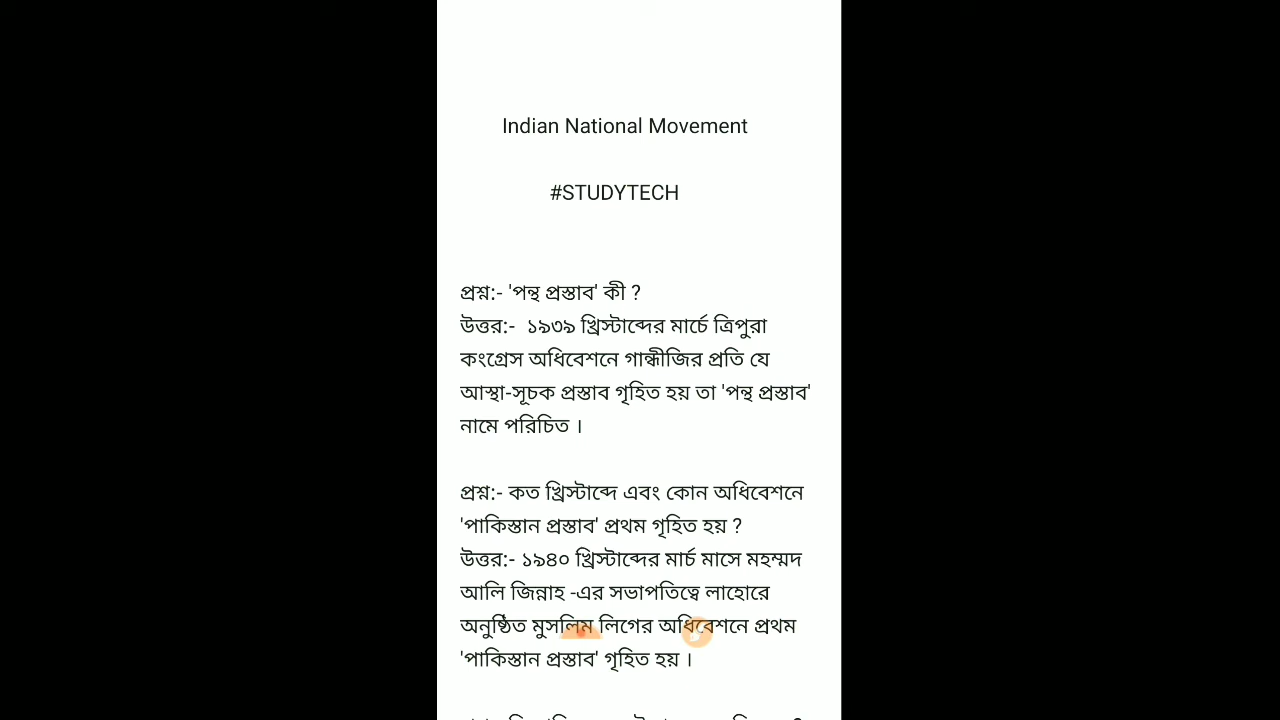 Indian National Movement
#STUDYTECH
প্রশ্ন:- 'পন্থ প্রস্তাব' কী ?
উত্তর:- ১৯৩৯ খ্রিস্টাব্দের মার্চে ত্রিপুরা
কংগ্রেস অধিবেশনে গান্ধীজির প্রতি যে
আস্থা-সূচক প্রস্তাব গৃহিত হয় তা 'পন্থ প্রস্তাব'
নামে পরিচিত ।
প্রশ্ন:- কত খ্রিস্টাব্দে এবং কোন অধিবেশনে
'পাকিস্তান প্রস্তাব' প্রথম গৃহিত হয় ?
উত্তর:- ১৯৪০ খ্রিস্টাব্দের মার্চ মাসে মহম্মদ
আলি জিন্নাহ -এর সভাপতিত্বে লাহোরে
অনুষ্ঠিত মুসলিম লিগের অধিবেশনে প্রথম
'পাকিস্তান প্রস্তাব' গৃহিত হয় ।